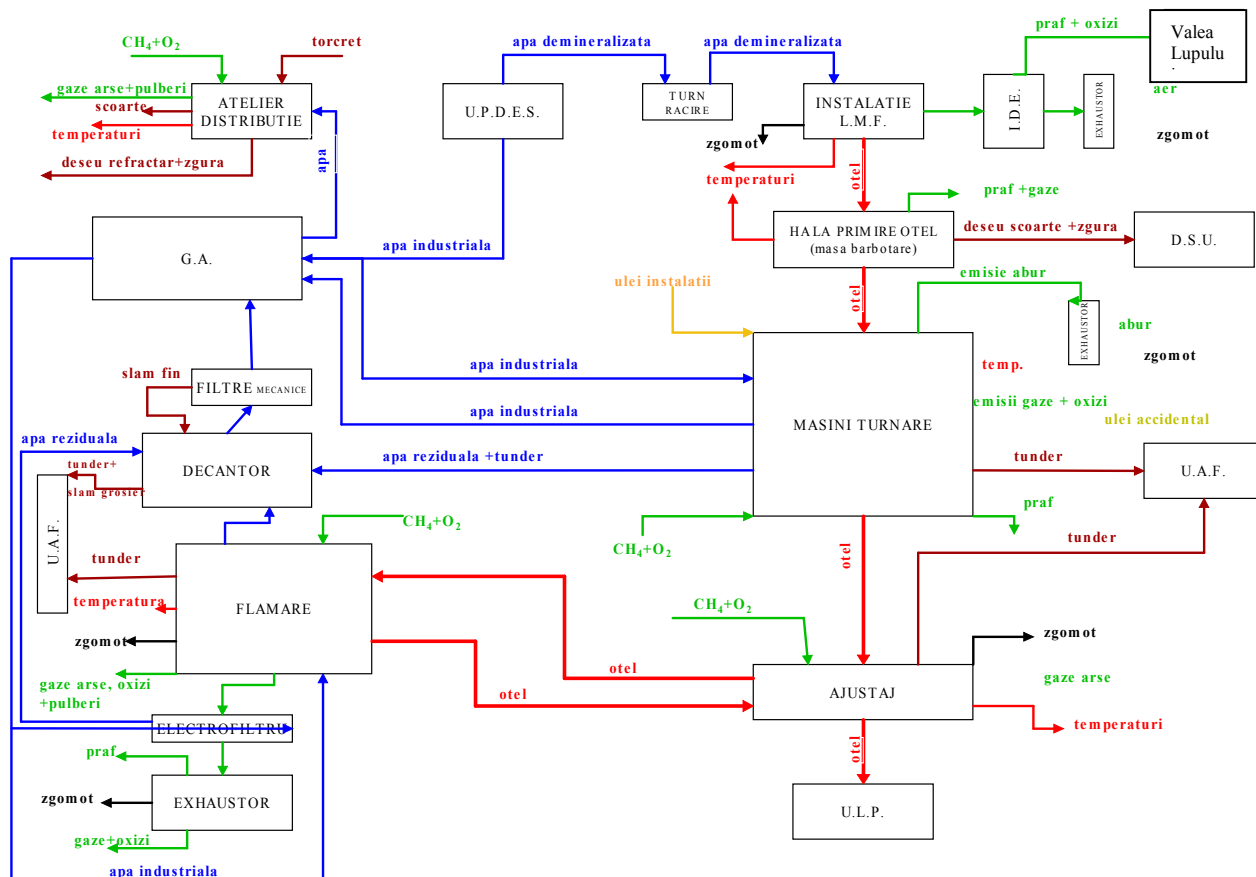 praf + oxizi
Valea
Lupului
CH₄+O₂
torcret
apa demineralizata
apa demineralizata
gaze arse+pulberi
scoarte
temperaturi
ATELIER
DISTRIBUTIE
U.P.D.E.S.
TURN
RACIRE
INSTALATIE
L.M.F.
I.D.E.
EXHAUSTOR
aer
zgomot
zgomot
deseu refractar+zgura
apa
temperaturi
otel
praf +gaze
G.A.
apa industriala
HALA PRIMIRE OTEL
(masa barbotare)
deseu scoarte +zgura
D.S.U.
ulei instalatii
otel
emisie abur
EXHAUSTOR
abur
zgomot
slam fin
FILTRE MECANICE
apa industriala
temp.
apa industriala
MASINI TURNARE
emisii gaze + oxizi
ulei accidental
apa reziduala
DECANTOR
apa reziduala +tunder
tunder
U.A.F.
tunder+
slam grosier
U.A.F.
CH₄+O₂
CH₄+O₂
praf
otel
tunder
tunder
temperatura
FLAMARE
zgomot
CH₄+O₂
zgomot
gaze arse, oxizi
+pulberi
otel
otel
AJUSTAJ
gaze arse
temperaturi
ELECTROFILTRU
praf
otel
zgomot
EXHAUSTOR
U.L.P.
gaze+oxizi
apa industriala